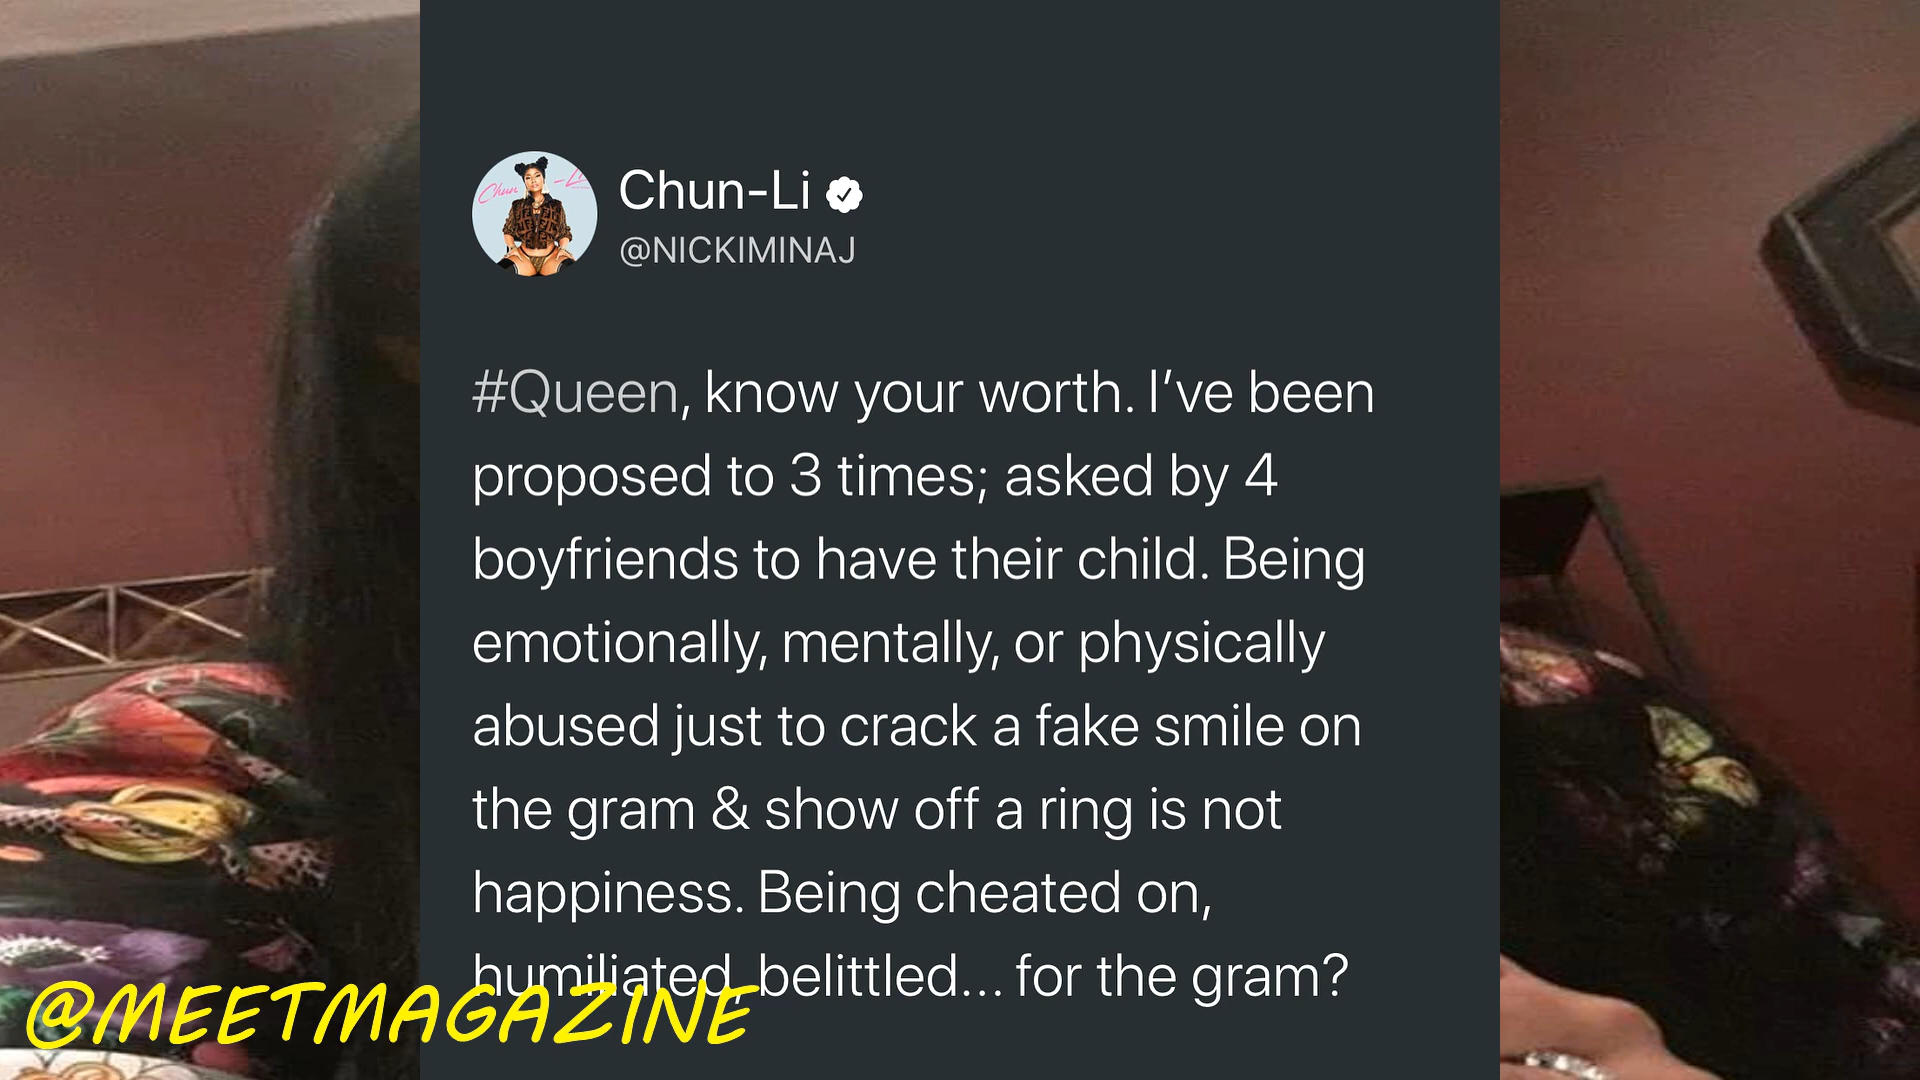 Chun-Li
Chun-Li
@NICKIMINAJ
#Queen, know your worth. I’ve been
proposed to 3 times; asked by 4
boyfriends to have their child. Being
emotionally, mentally, or physically
abused just to crack a fake smile on
the gram & show off a ring is not
happiness. Being cheated on,
humiliated, belittled... for the gram?
@MEETMAGAZINE